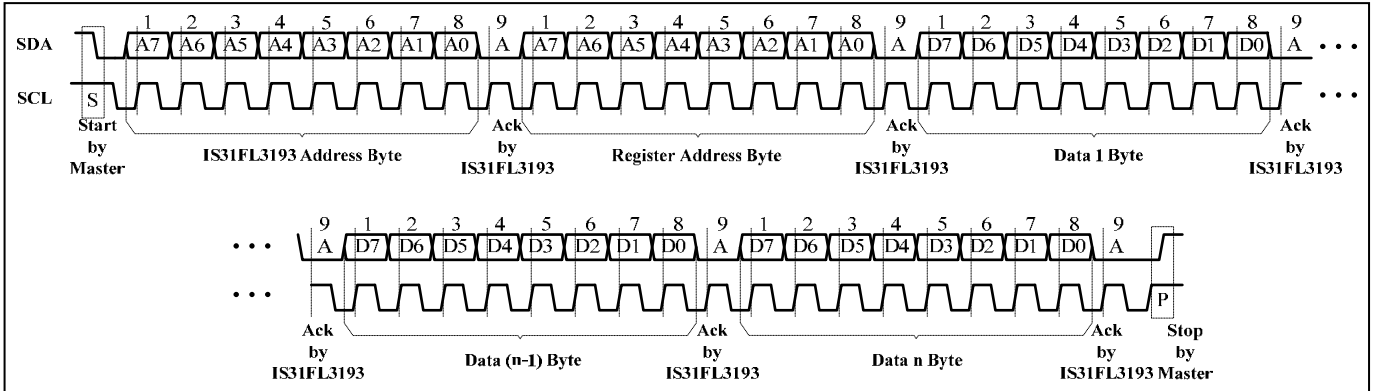 1 2 3 4 5 6 7 8 9 1 2 3 4 5 6 7 8 9 1 2 3 4 5 6 7 8 9
SDA A7 A6 A5 A4 A3 A2 A1 A0 A A7 A6 A5 A4 A3 A2 A1 A0 A D7 D6 D5 D4 D3 D2 D1 D0 A • • •
SCL S • • •
Start by Master
IS31FL3193 Address Byte
Ack by IS31FL3193
Register Address Byte
Ack by IS31FL3193
Data 1 Byte
Ack by IS31FL3193
9 1 2 3 4 5 6 7 8 9 1 2 3 4 5 6 7 8 9
• • • A D7 D6 D5 D4 D3 D2 D1 D0 A D7 D6 D5 D4 D3 D2 D1 D0 A
• • • P
Ack by IS31FL3193
Data (n-1) Byte
Ack by IS31FL3193
Data n Byte
Ack by IS31FL3193
Stop by Master